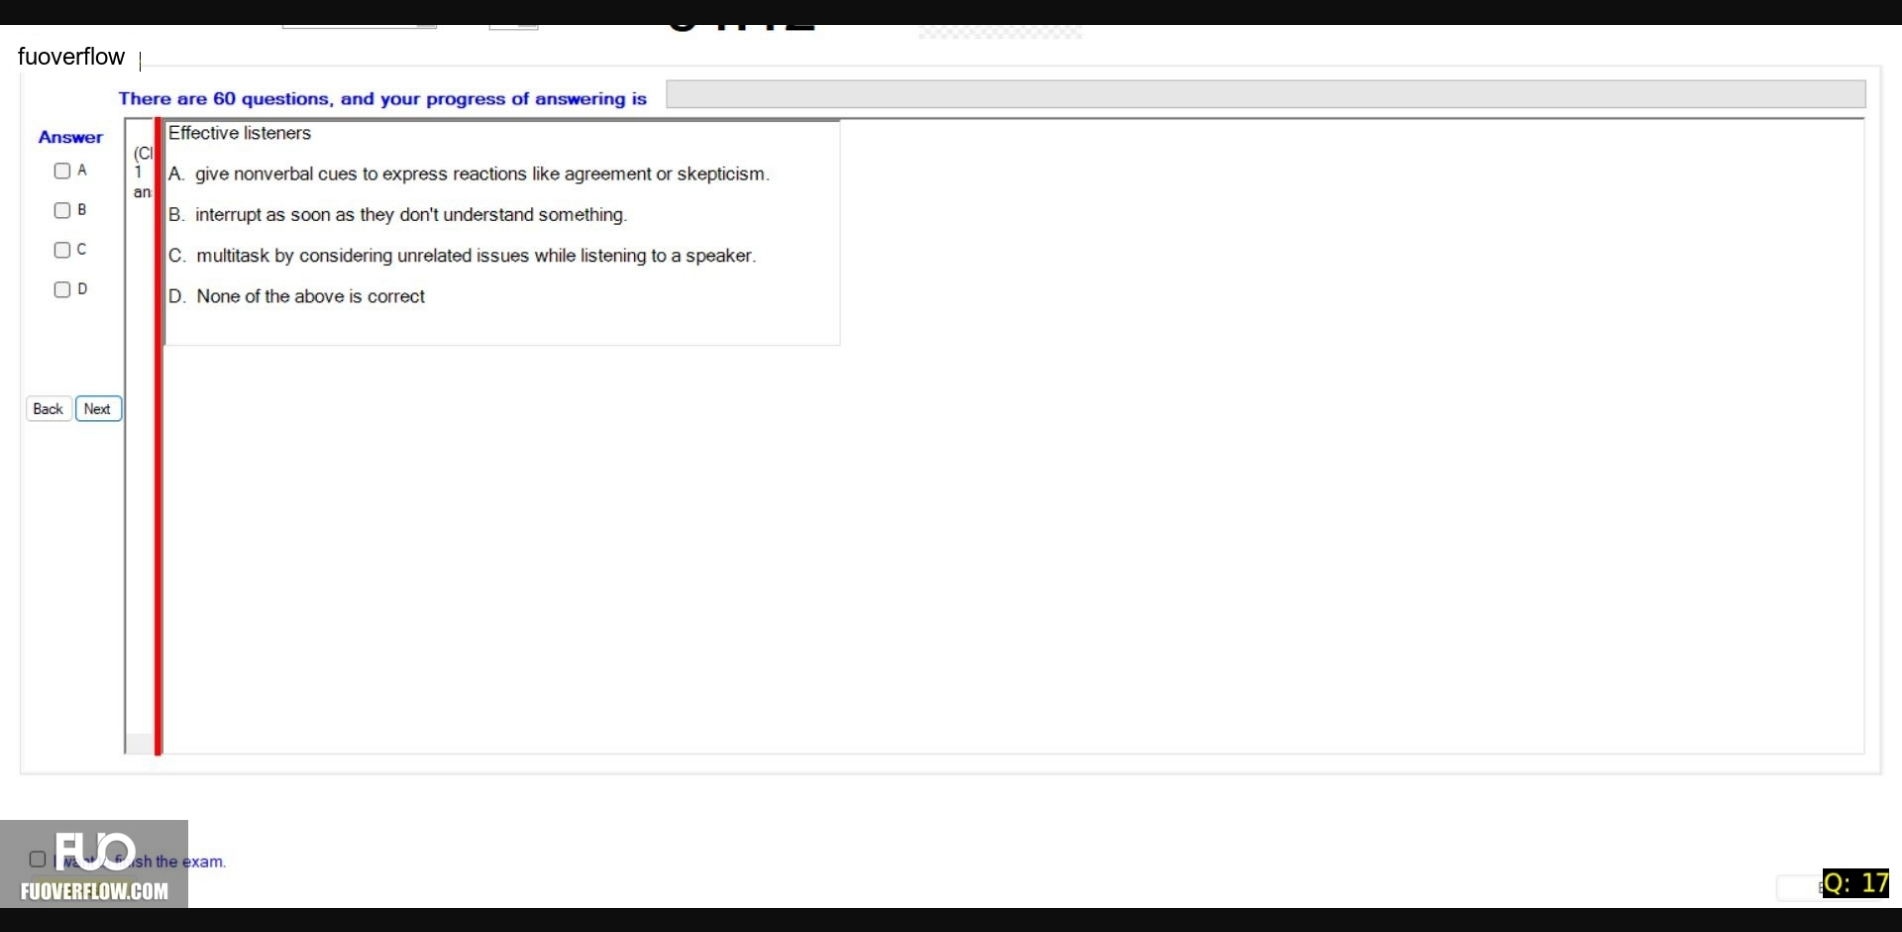 fuoverflow
There are 60 questions, and your progress of answering is
Answer
A
B
C
D
(Cl
1
an
Effective listeners
A. give nonverbal cues to express reactions like agreement or skepticism.
B. interrupt as soon as they don't understand something.
C. multitask by considering unrelated issues while listening to a speaker.
D. None of the above is correct
Back Next
FUO
the exam.
FUOVERFLOW.COM
Q: 17